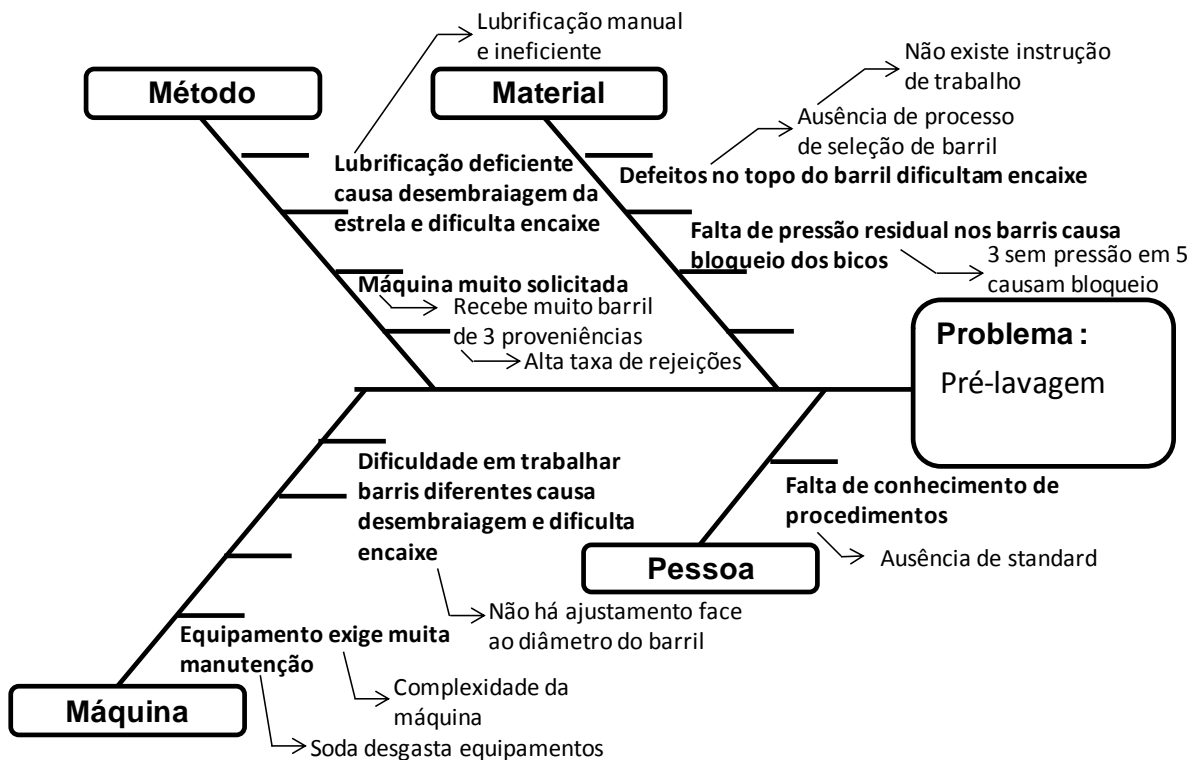 Lubrificação manual
e ineficiente
Não existe instrução
de trabalho
Método
Material
Ausência de processo
de seleção de barril
Lubrificação deficiente
causa desembraiagem da
estrela e dificulta encaixe
Defeitos no topo do barril dificultam encaixe
Falta de pressão residual nos barris causa
bloqueio dos bicos
3 sem pressão em 5
causam bloqueio
Máquina muito solicitada
Recebe muito barril
de 3 proveniências
Alta taxa de rejeições
Problema :
Pré-lavagem
Dificuldade em trabalhar
barris diferentes causa
desembraiagem e dificulta
encaixe
Não há ajustamento face
ao diâmetro do barril
Falta de conhecimento de
procedimentos
Ausência de standard
Pessoa
Equipamento exige muita
manutenção
Complexidade da
máquina
Soda desgasta equipamentos
Máquina